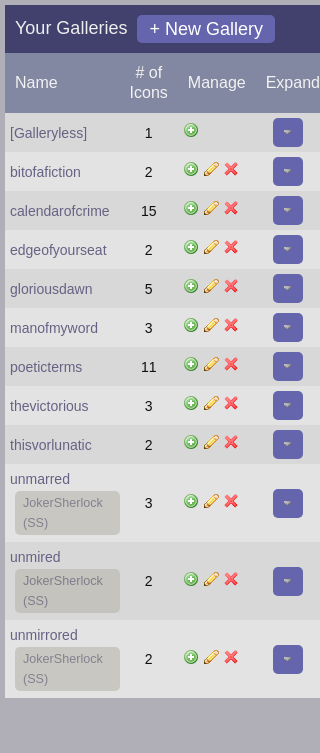 Your Galleries + New Gallery
Name # of Icons Manage Expand
[Galleryless] 1
bitofafiction 2
calendarofcrime 15
edgeofyourseat 2
gloriousdawn 5
manofmyword 3
poeticterms 11
thevictorious 3
thisvorlunatic 2
unmarred
JokerSherlock
(SS)
3
unmired
JokerSherlock
(SS)
2
unmirrored
JokerSherlock
(SS)
2